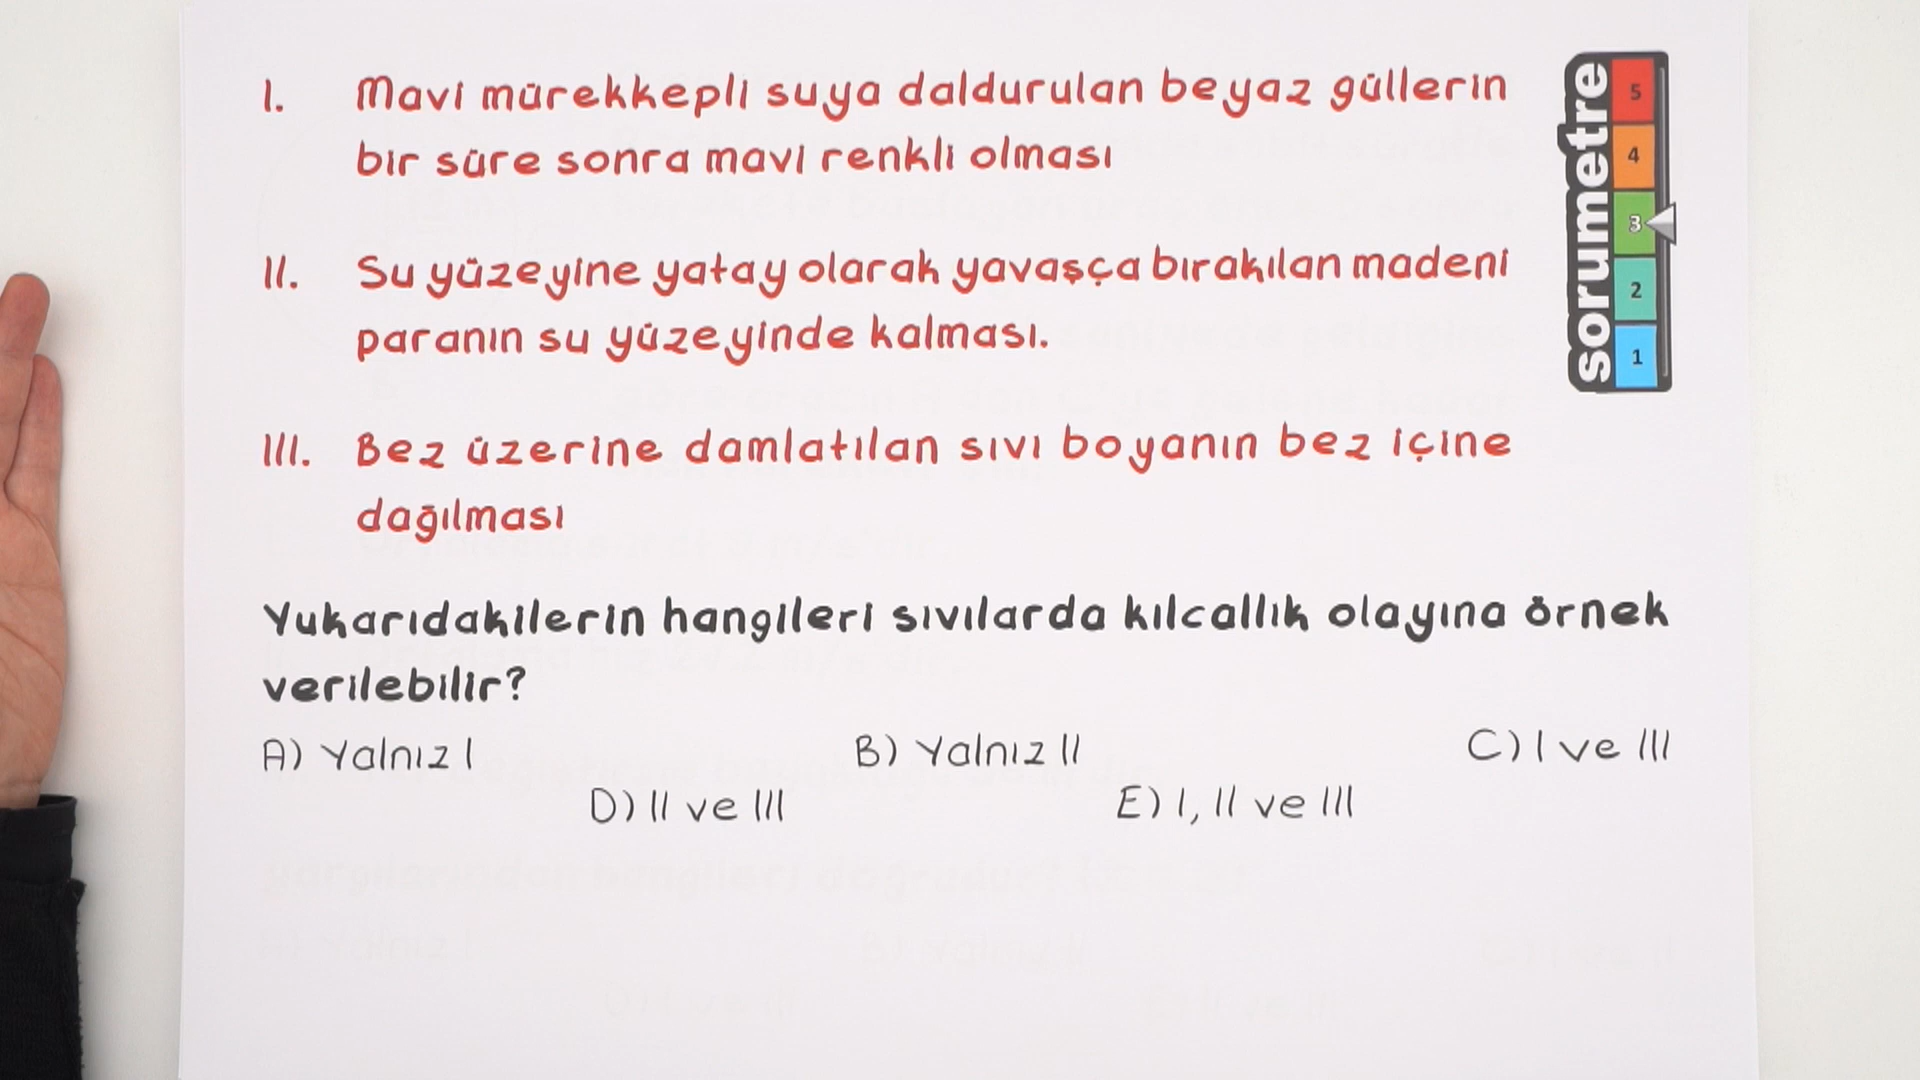 I. Mavi mürekkepli suya daldurulan beyaz güllerin
bir süre sonra mavi renkli olması
II. Su yüzeyine yatay olarak yavaşça bırakılan madeni
paranın su yüzeyinde kalması.
III. Bez üzerine damlatılan sıvı boyanın bez içine
dağılması
Yukarıdakilerin hangileri sıvılarda kılcallık olayına örnek
verilebilir?
A) Yalnız I
B) Yalnız II
C) I ve III
D) II ve III
E) I, II ve III
sorumetre
5
4
3
2
1